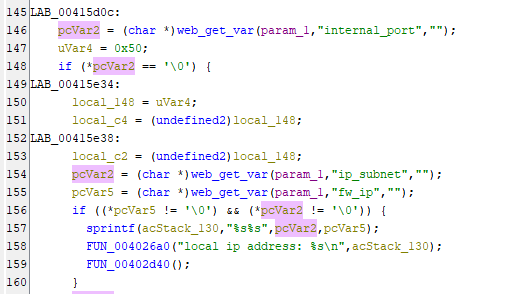 145 LAB_00415d0c:
146 pcVar2 = (char *)web_get_var(param_1,"internal_port","");
147 uVar4 = 0x50;
148 if (*pcVar2 == '\0') {
149 LAB_00415e34:
150 local_148 = uVar4;
151 local_c4 = (undefined2)local_148;
152 LAB_00415e38:
153 local_c2 = (undefined2)local_148;
154 pcVar2 = (char *)web_get_var(param_1,"ip_subnet","");
155 pcVar5 = (char *)web_get_var(param_1,"fw_ip","");
156 if ((*pcVar5 != '\0') && (*pcVar2 != '\0')) {
157 sprintf(acStack_130,"%s%s",pcVar2,pcVar5);
158 FUN_004026a0("local ip address: %s\n",acStack_130);
159 FUN_00402d40();
160 }